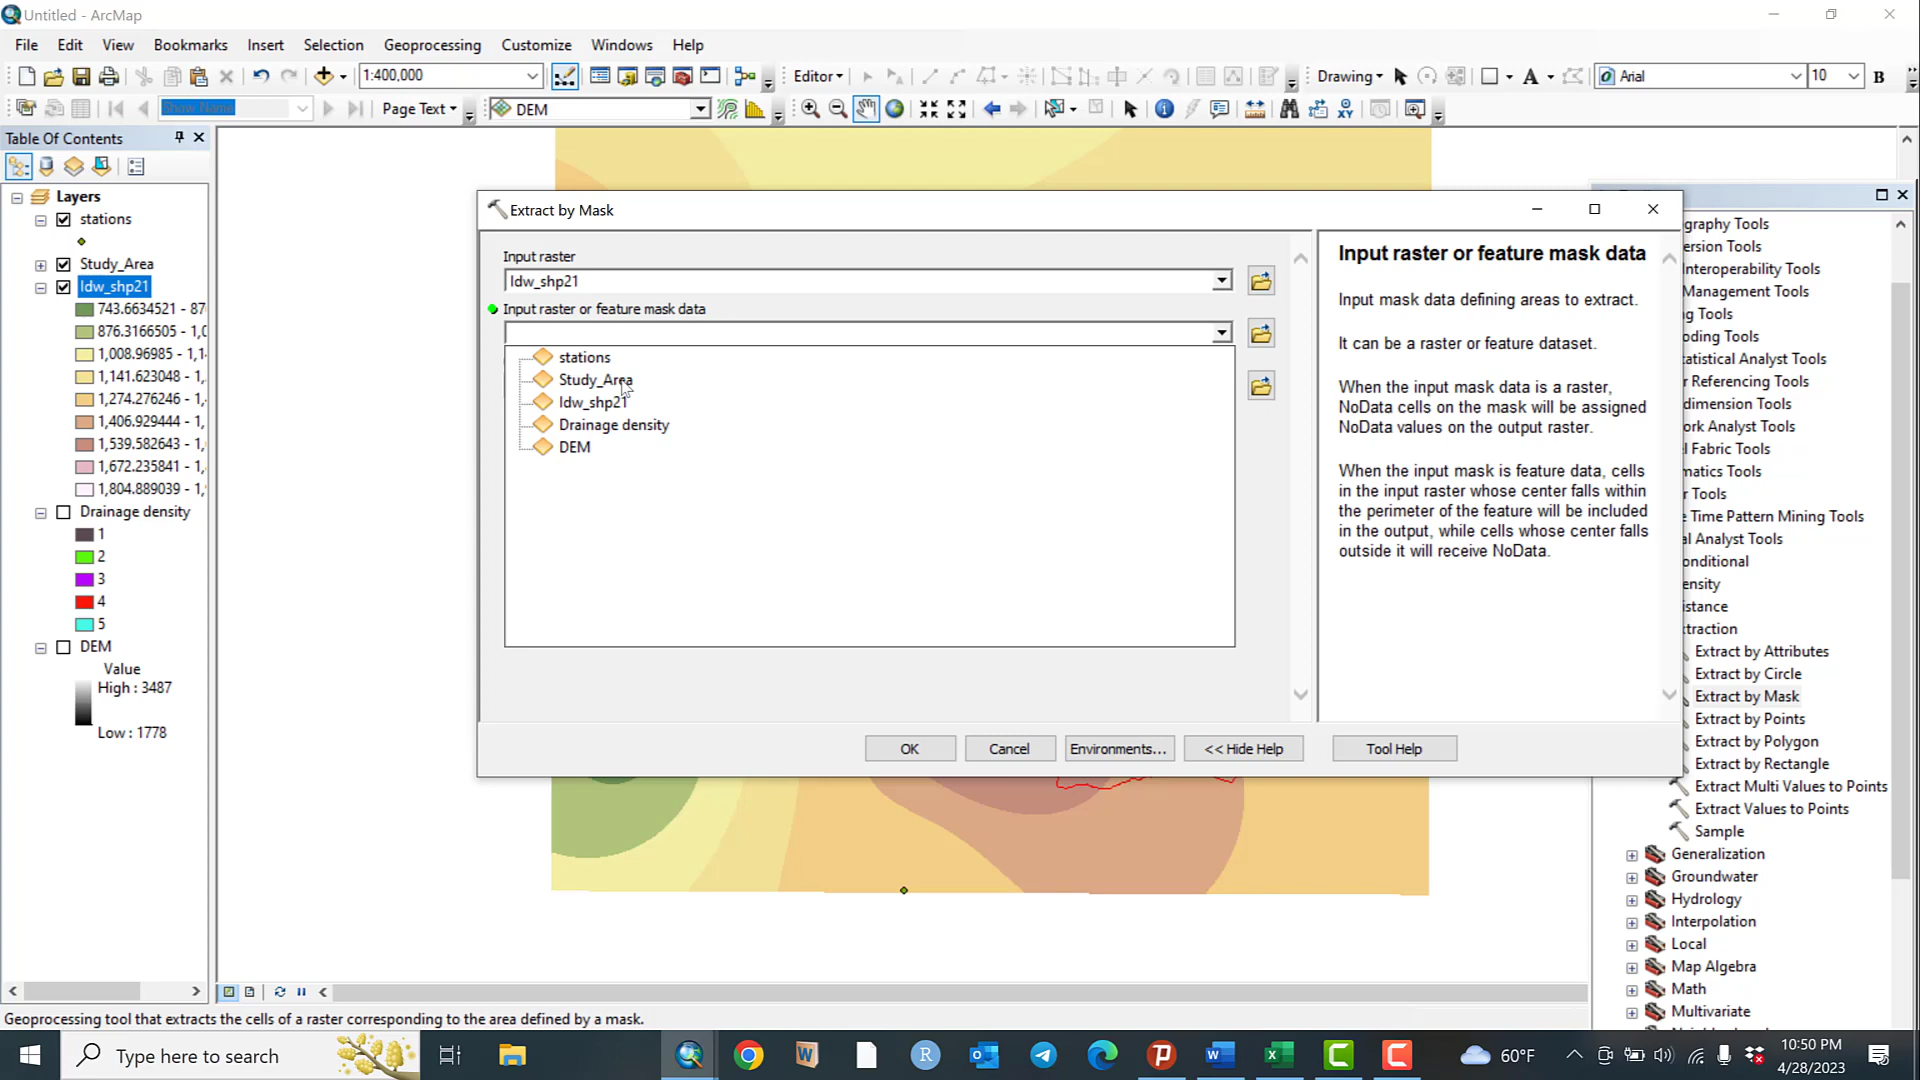 Untitled - ArcMap
File Edit View Bookmarks Insert Selection Geoprocessing Customize Windows Help
1:400,000 Editor Drawing A Arial 10 B
Show Name Page Text DEM
Table Of Contents
Layers
stations
Study_Area
Idw_shp21
743.6634521 - 87
876.3166505 - 1,0
1,008.96985 - 1,1
1,141.623048 - 1,
1,274.276246 - 1,
1,406.929444 - 1,
1,539.582643 - 1,
1,672.235841 - 1,
1,804.889039 - 1,
Drainage density
1
2
3
4
5
DEM
Value
High : 3487
Low : 1778
Extract by Mask
Input raster
Idw_shp21
Input raster or feature mask data
stations
Study_Area
Idw_shp21
Drainage density
DEM
OK Cancel Environments... << Hide Help Tool Help
Input raster or feature mask data
Input mask data defining areas to extract.
It can be a raster or feature dataset.
When the input mask data is a raster,
NoData cells on the mask will be assigned
NoData values on the output raster.
When the input mask is feature data, cells
in the input raster whose center falls within
the perimeter of the feature will be included
in the output, while cells whose center falls
outside it will receive NoData.
graphy Tools
ersion Tools
Interoperability Tools
Management Tools
ng Tools
oding Tools
tatistical Analyst Tools
r Referencing Tools
dimension Tools
work Analyst Tools
el Fabric Tools
matics Tools
r Tools
e Time Pattern Mining Tools
al Analyst Tools
onditional
ensity
istance
traction
Extract by Attributes
Extract by Circle
Extract by Mask
Extract by Points
Extract by Polygon
Extract by Rectangle
Extract Multi Values to Points
Extract Values to Points
Sample
Generalization
Groundwater
Hydrology
Interpolation
Local
Map Algebra
Math
Multivariate
Geoprocessing tool that extracts the cells of a raster corresponding to the area defined by a mask.
Type here to search
60°F
10:50 PM
4/28/2023